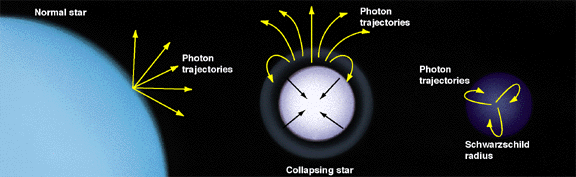 Normal star
Photon
trajectories
Photon
trajectories
Collapsing star
Photon
trajectories
Schwarzschild
radius